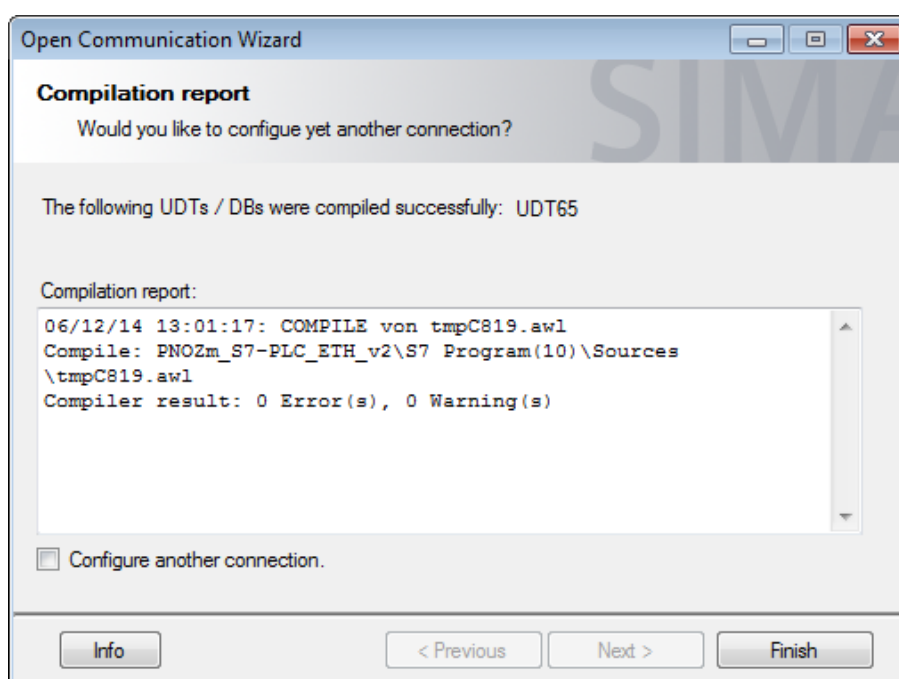 Open Communication Wizard
Compilation report
Would you like to configue yet another connection?
SIMA
The following UDTs / DBs were compiled successfully: UDT65
Compilation report:
06/12/14 13:01:17: COMPILE von tmpC819.awl
Compile: PNOZm_S7-PLC_ETH_v2\S7 Program(10)\Sources
\tmpC819.awl
Compiler result: 0 Error(s), 0 Warning(s)
Configure another connection.
Info
< Previous
Next >
Finish